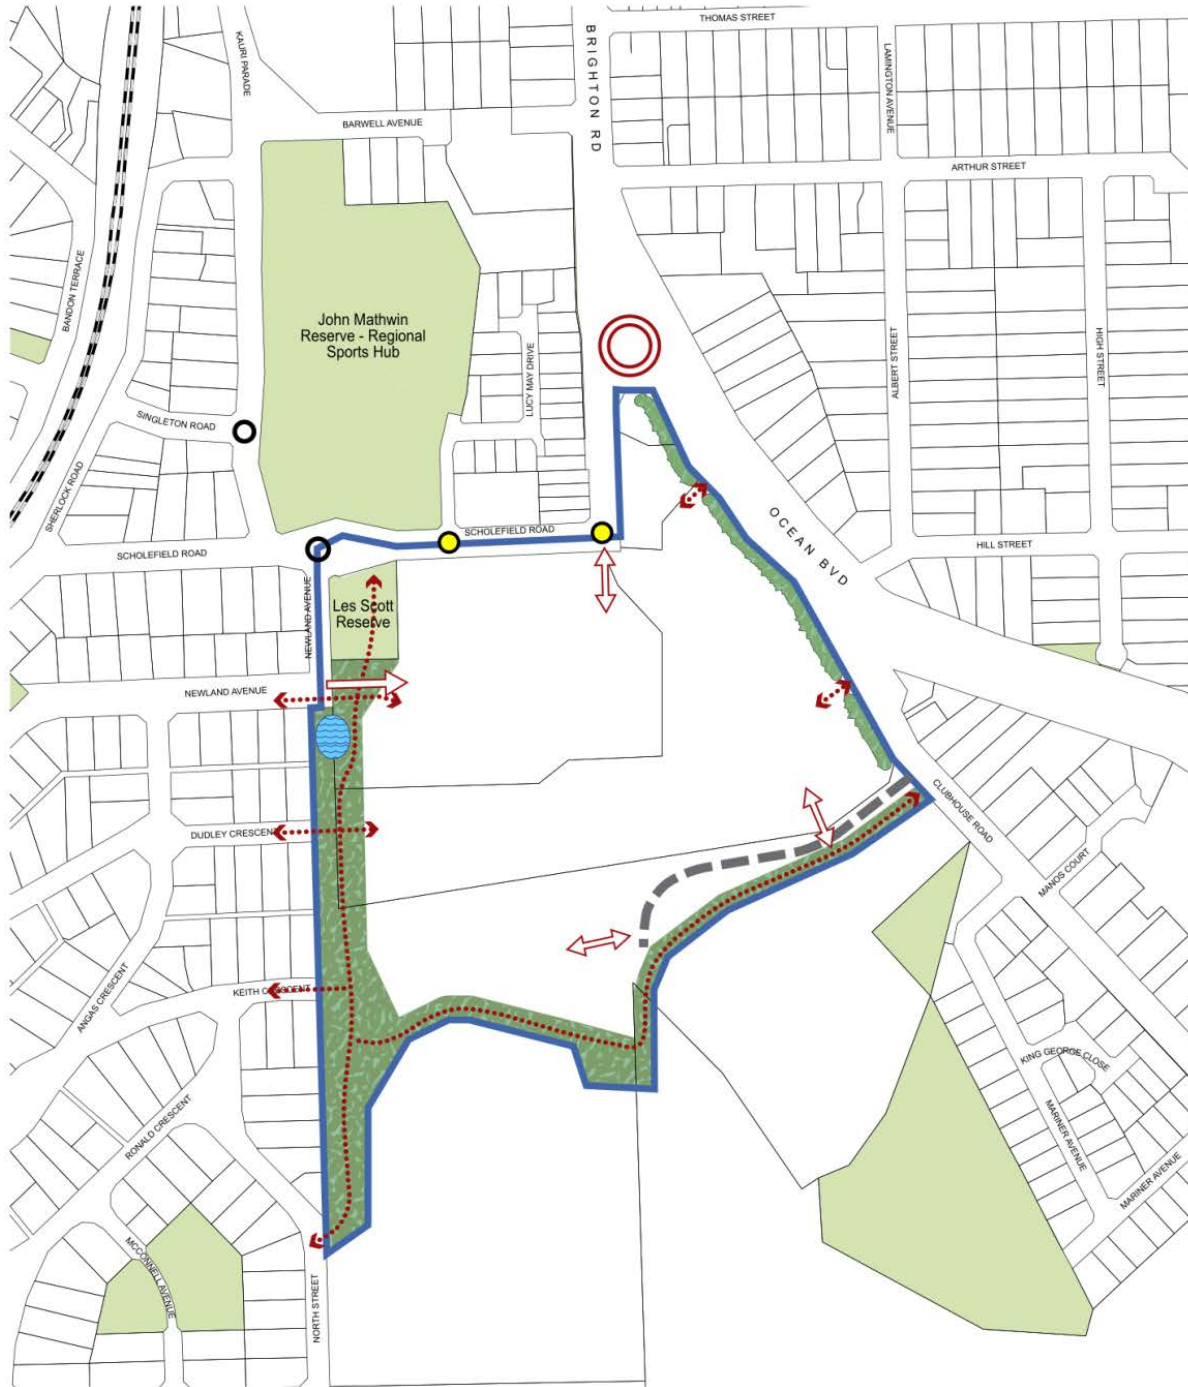 THOMAS STREET
KAURI PARADE
BRIGHTON RD
LAMINGTON AVENUE
BARWELL AVENUE
ARTHUR STREET
BANDON TERRACE
John Mathwin
Reserve - Regional
Sports Hub
LUCY MAY DRIVE
ALBERT STREET
HIGH STREET
SINGLETON ROAD
SHERLOCK ROAD
SCHOLEFIELD ROAD
OCEAN BVD
HILL STREET
SCHOLEFIELD ROAD
NEWLAND AVENUE
Les Scott
Reserve
NEWLAND AVENUE
CLUBHOUSE ROAD
DUDLEY CRESCENT
MANOS COURT
ANGAS CRESCENT
KEITH CRESCENT
KING GEORGE CLOSE
RONALD CRESCENT
MARINER AVENUE
MARINER AVENUE
MCCONNELL AVENUE
NORTH STREET